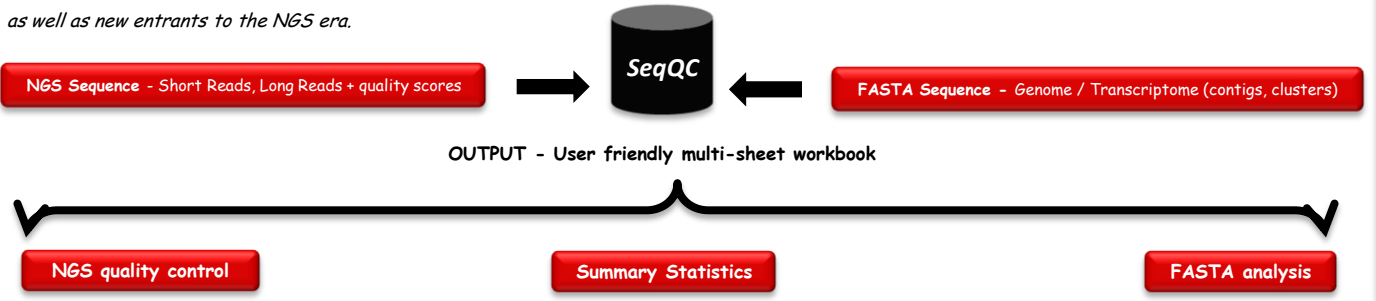 as well as new entrants to the NGS era.
SeqQC
NGS Sequence - Short Reads, Long Reads + quality scores
FASTA Sequence - Genome / Transcriptome (contigs, clusters)
OUTPUT - User friendly multi-sheet workbook
NGS quality control
Summary Statistics
FASTA analysis